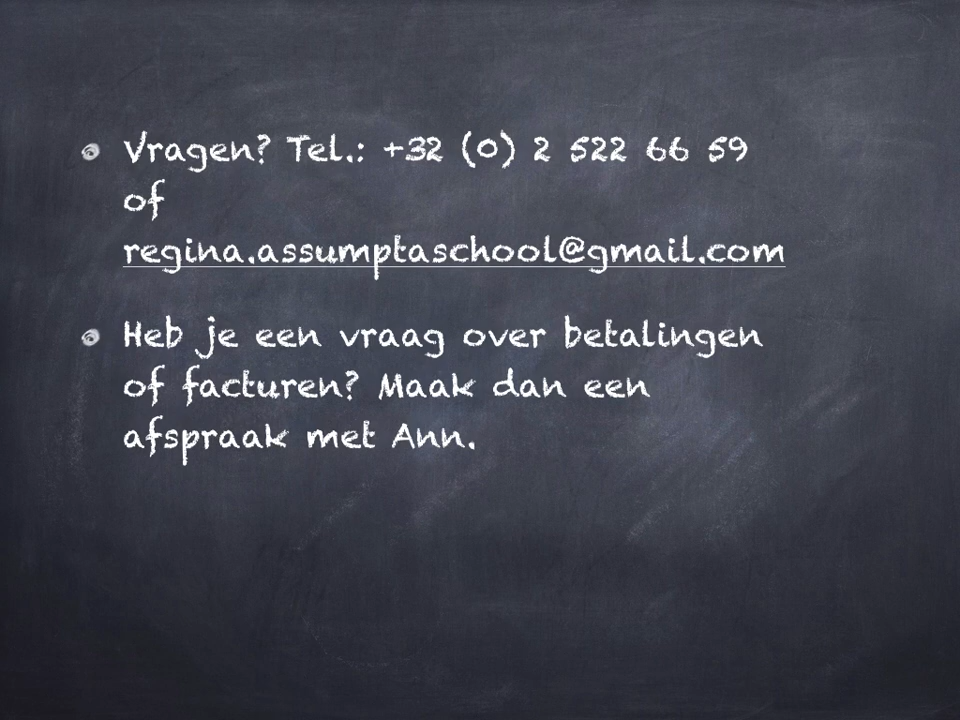 Vragen? Tel.: +32 (0) 2 522 66 59
of
regina.assumptaschool@gmail.com
Heb je een vraag over betalingen
of facturen? Maak dan een
afspraak met Ann.